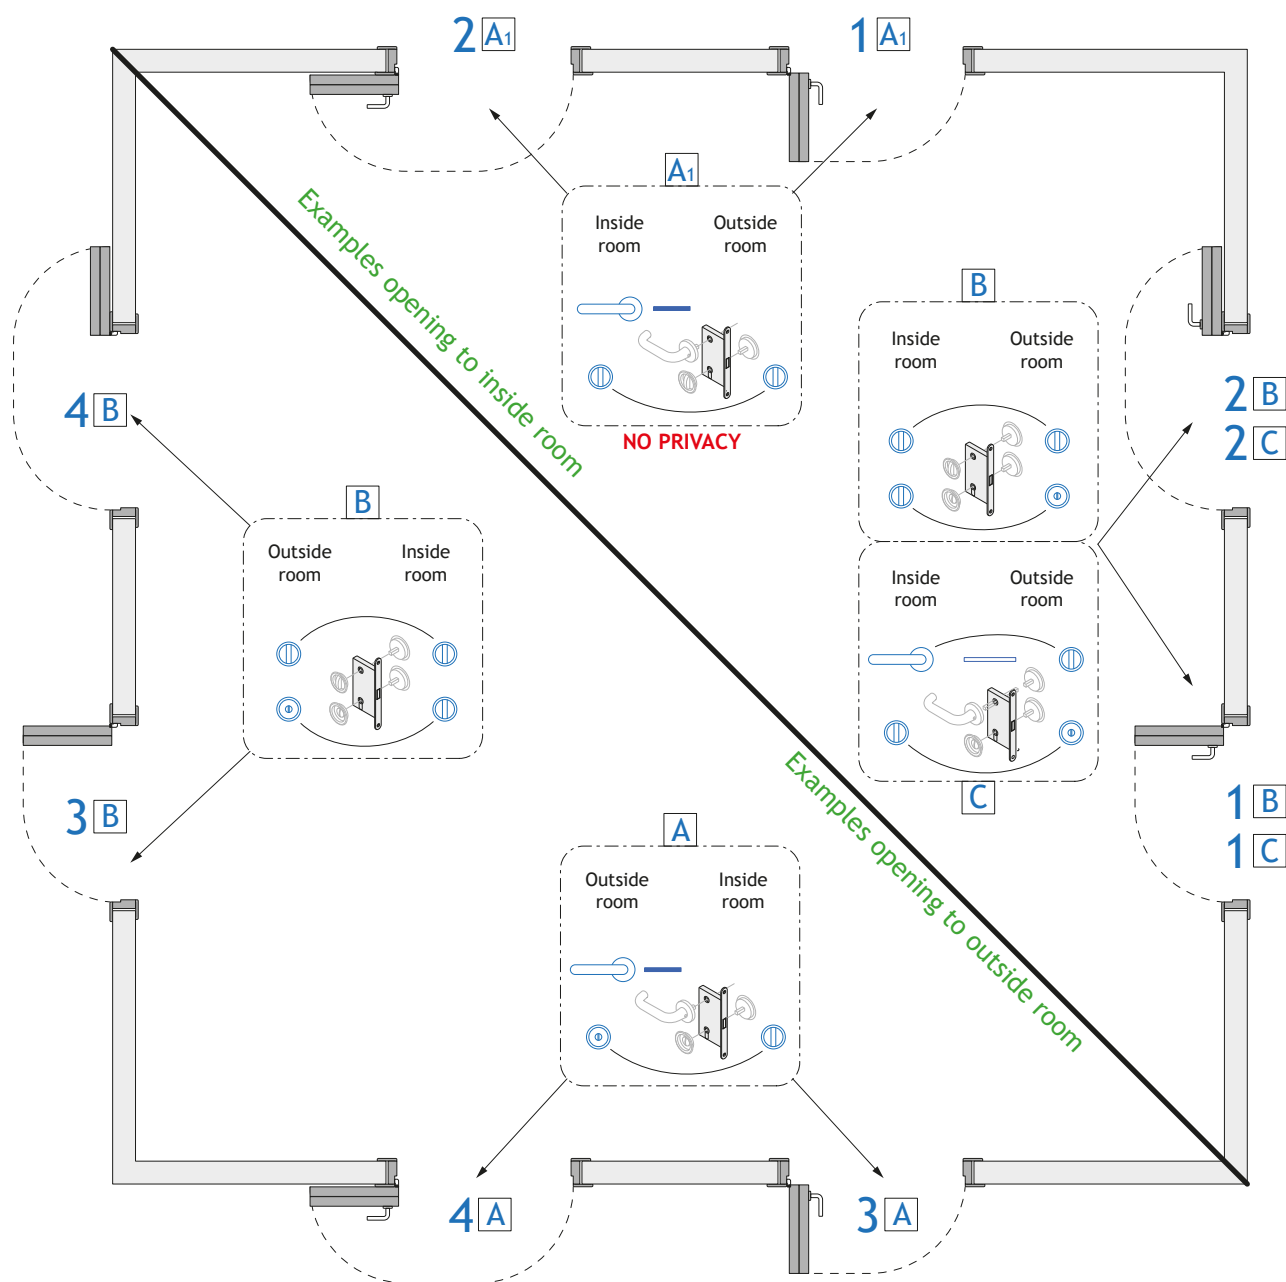 2 A1
1 A1
A1
Inside room
Outside room
NO PRIVACY
Examples opening to inside room
B
Inside room
Outside room
2 B
2 C
4 B
B
Outside room
Inside room
Inside room
Outside room
C
3 B
1 B
1 C
A
Outside room
Inside room
Examples opening to outside room
4 A
3 A